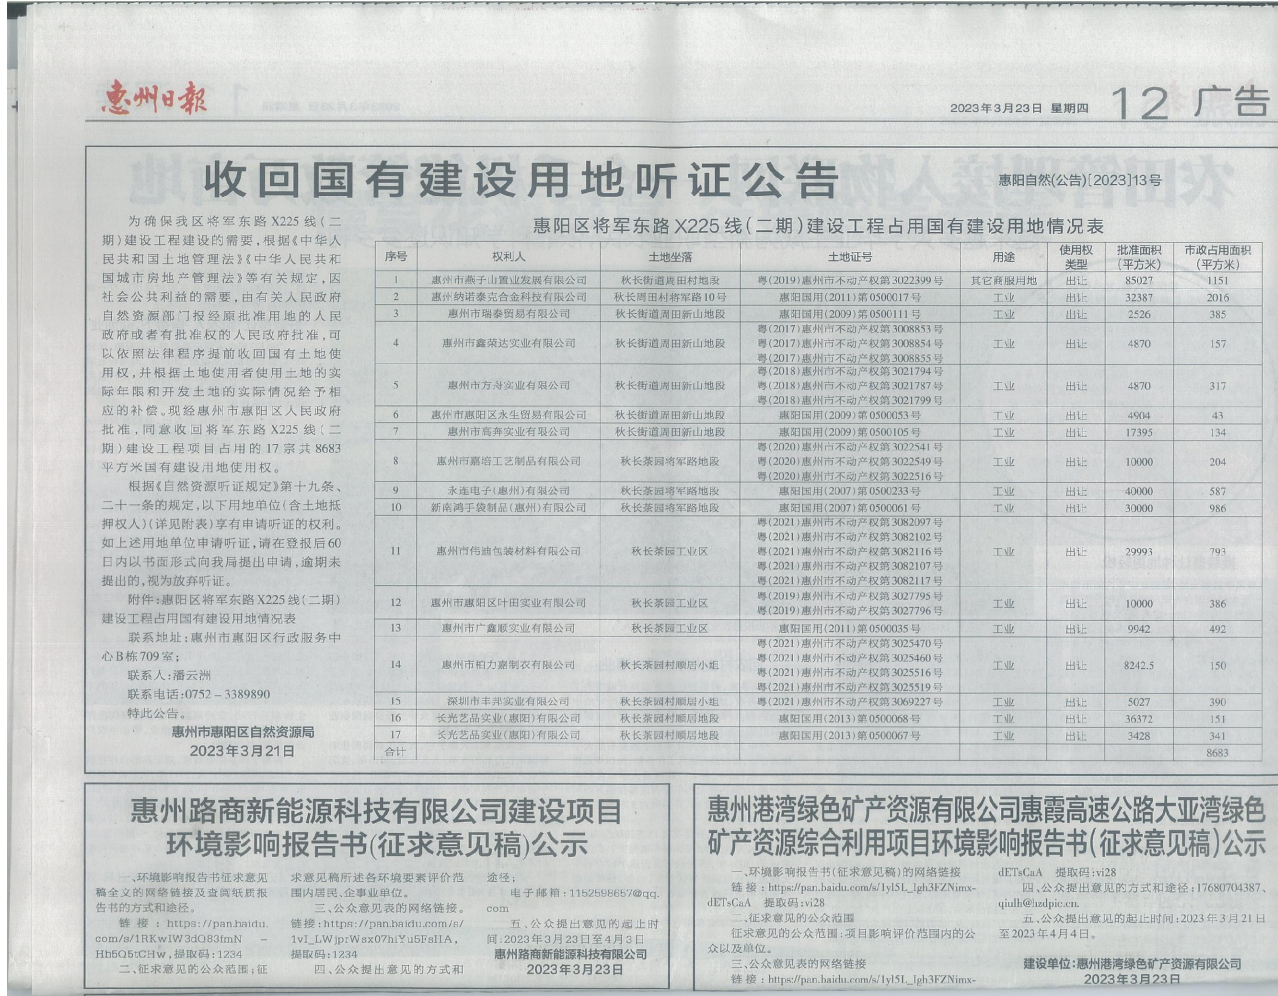 惠州日報
2023年3月23日 星期四 12 广告
收回国有建设用地听证公告
惠阳自然(公告)[2023]13号
为确保我区将军东路X225线(二
期)建设工程建设的需要,根据《中华人
民共和国土地管理法》《中华人民共和
国城市房地产管理法》等有关规定,因
社会公共利益的需要,由有关人民政府
自然资源部门报经原批准用地的人民
政府或者有批准权的人民政府批准,可
以依照法律程序提前收回国有土地使
用权,并根据土地使用者使用土地的实
际年限和开发土地的实际情况给予相
应的补偿。现经惠州市惠阳区人民政府
批准,同意收回将军东路X225线(二
期)建设工程项目占用的17宗共8683
平方米国有建设用地使用权。
根据《自然资源听证规定》第十九条、
二十一条的规定,以下用地单位(含土地抵
押权人)(详见附表)享有申请听证的权利。
如上述用地单位申请听证,请在登报后60
日内以书面形式向我局提出申请,逾期未
提出的,视为放弃听证。
附件:惠阳区将军东路X225线(二期)
建设工程占用国有建设用地情况表
联系地址:惠州市惠阳区行政服务中
心B栋709室;
联系人:潘云洲
联系电话:0752-3389890
特此公告。
惠州市惠阳区自然资源局
2023年3月21日
惠阳区将军东路X225线(二期)建设工程占用国有建设用地情况表
序号 权利人 土地坐落 土地证号 用途 使用权类型 批准面积(平方米) 市政占用面积(平方米)
1 惠州市燕子山置业发展有限公司 秋长街道周田村地段 粤(2019)惠州市不动产权第3022399号 其它商服用地 出让 85027 1151
2 惠州纳诺泰克合金科技有限公司 秋长周田村将军路10号 惠阳国用(2011)第0500017号 工业 出让 32387 2016
3 惠州市瑞泰贸易有限公司 秋长街道周田新山地段 惠阳国用(2009)第0500111号 工业 出让 2526 385
4 惠州市鑫荣达实业有限公司 秋长街道周田新山地段 粤(2017)惠州市不动产权第3008853号 工业 出让 4870 157
粤(2017)惠州市不动产权第3008854号
粤(2017)惠州市不动产权第3008855号
5 惠州市方舟实业有限公司 秋长街道周田新山地段 粤(2018)惠州市不动产权第3021794号 工业 出让 4870 317
粤(2018)惠州市不动产权第3021787号
粤(2018)惠州市不动产权第3021799号
6 惠州市惠阳区永生贸易有限公司 秋长街道周田新山地段 惠阳国用(2009)第0500053号 工业 出让 4904 43
7 惠州市高奔实业有限公司 秋长街道周田新山地段 惠阳国用(2009)第0500105号 工业 出让 17395 134
8 惠州市嘉培工艺制品有限公司 秋长茶园将军路地段 粤(2020)惠州市不动产权第3022541号 工业 出让 10000 204
粤(2020)惠州市不动产权第3022549号
粤(2020)惠州市不动产权第3022516号
9 永连电子(惠州)有限公司 秋长茶园将军路地段 惠阳国用(2007)第0500233号 工业 出让 40000 587
10 新南鸿手袋制品(惠州)有限公司 秋长茶园将军路地段 惠阳国用(2007)第0500061号 工业 出让 30000 986
11 惠州市伟迪包装材料有限公司 秋长茶园工业区 粤(2021)惠州市不动产权第3082097号 工业 出让 29993 793
粤(2021)惠州市不动产权第3082102号
粤(2021)惠州市不动产权第3082116号
粤(2021)惠州市不动产权第3082107号
粤(2021)惠州市不动产权第3082117号
12 惠州市惠阳区叶田实业有限公司 秋长茶园工业区 粤(2019)惠州市不动产权第3027795号 工业 出让 10000 386
粤(2019)惠州市不动产权第3027796号
13 惠州市广鑫顺实业有限公司 秋长茶园工业区 惠阳国用(2011)第0500035号 工业 出让 9942 492
14 惠州市柏力嘉制衣有限公司 秋长茶园村顺居小组 粤(2021)惠州市不动产权第3025470号 工业 出让 8242.5 150
粤(2021)惠州市不动产权第3025460号
粤(2021)惠州市不动产权第3025516号
粤(2021)惠州市不动产权第3025519号
15 深圳市丰邦实业有限公司 秋长茶园村顺居小组 粤(2021)惠州市不动产权第3069227号 工业 出让 5027 390
16 长光艺品实业(惠阳)有限公司 秋长茶园村顺居地段 惠阳国用(2013)第0500068号 工业 出让 36372 151
17 长光艺品实业(惠阳)有限公司 秋长茶园村顺居地段 惠阳国用(2013)第0500067号 工业 出让 3428 341
合计 8683
惠州路商新能源科技有限公司建设项目
环境影响报告书(征求意见稿)公示
一、环境影响报告书征求意见
稿全文的网络链接及查阅纸质报
告书的方式和途径。
链接:https://pan.baidu.
com/s/1RKwIW3dQ83fmN-
Hb5Q5tCHw,提取码:1234
二、征求意见的公众范围:征
求意见稿所述各环境要素评价范
围内居民、企事业单位。
三、公众意见表的网络链接。
链接:https://pan.baidu.com/s/
1vI_LWjprWsx07hiYu5FsHA,
提取码:1234
四、公众提出意见的方式和
途径;
电子邮箱:1152598657@qq.
com
五、公众提出意见的起止时
间:2023年3月23日至4月3日
惠州路商新能源科技有限公司
2023年3月23日
惠州港湾绿色矿产资源有限公司惠霞高速公路大亚湾绿色
矿产资源综合利用项目环境影响报告书(征求意见稿)公示
一、环境影响报告书(征求意见稿)的网络链接
链接:https://pan.baidu.com/s/1yl5L_lgh3FZNimx-
dETsCaA 提取码:vi28
二、征求意见的公众范围
征求意见的公众范围:项目影响评价范围内的公
众以及单位。
三、公众意见表的网络链接
链接:https://pan.baidu.com/s/1yl5L_lgh3FZNimx-
dETsCaA 提取码:vi28
四、公众提出意见的方式和途径:17680704387、
qiulh@hzdpic.cn.
五、公众提出意见的起止时间:2023年3月21日
至2023年4月4日。
建设单位:惠州港湾绿色矿产资源有限公司
2023年3月23日